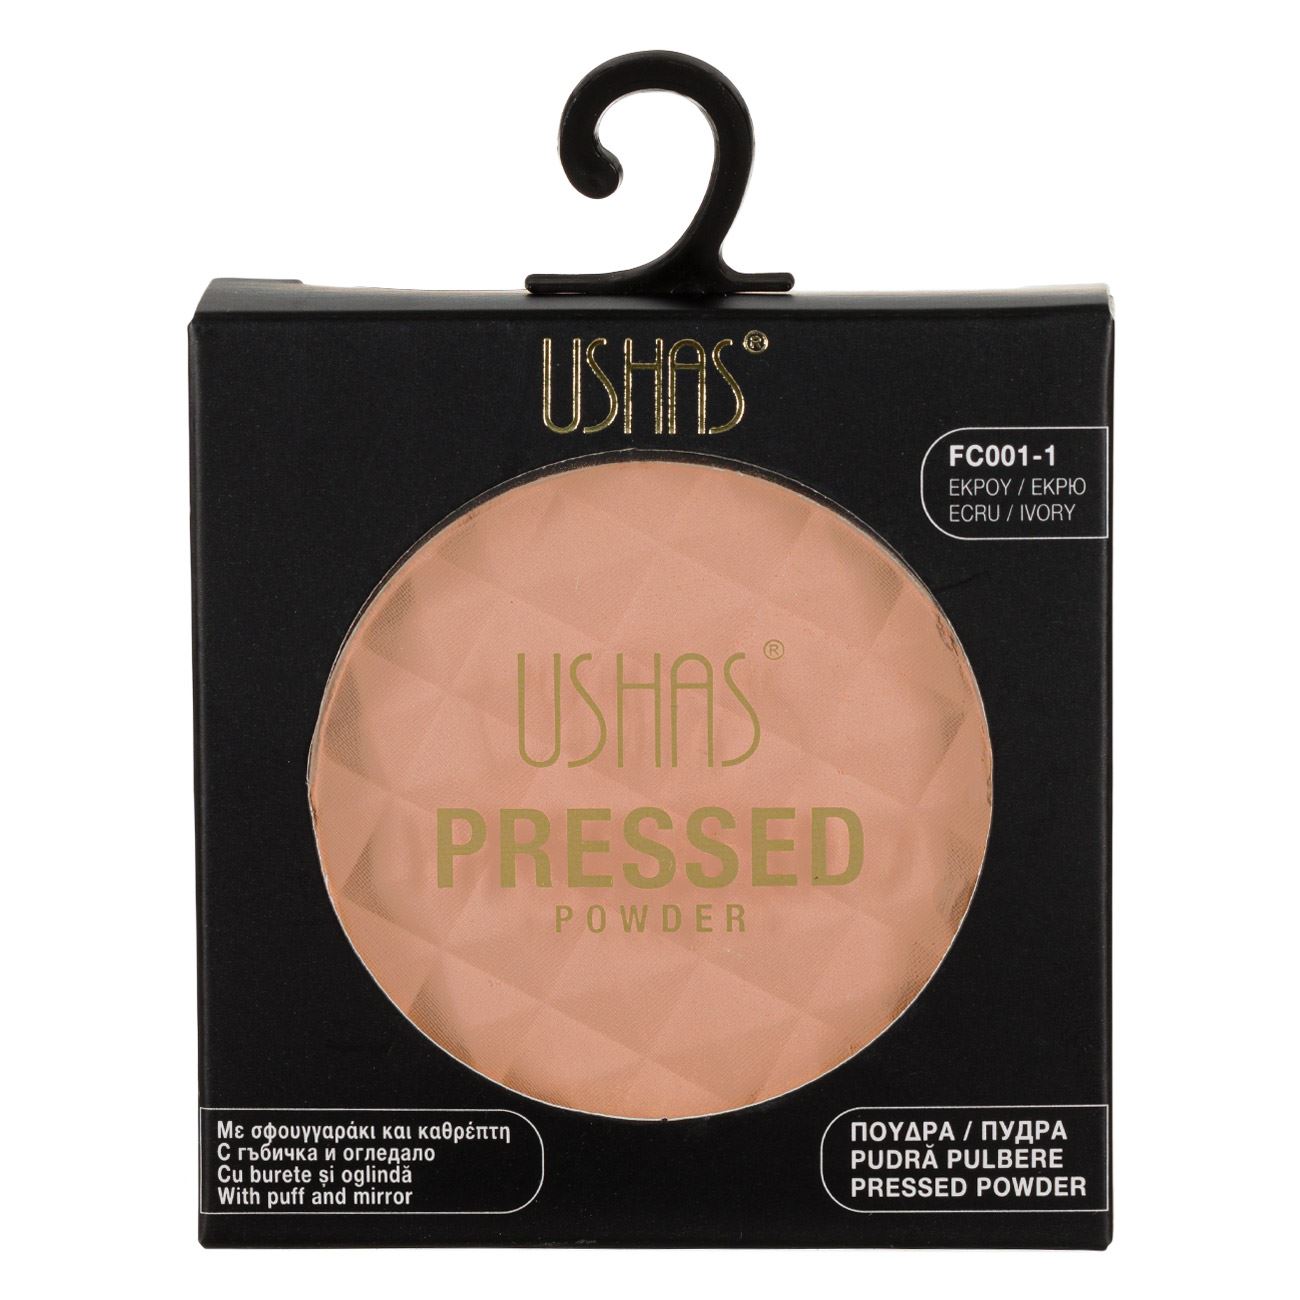 USHAS®
FC001-1
ΕΚΡΟΥ / ЕКРЮ
ECRU / IVORY
USHAS®
PRESSED
POWDER
Με σφουγγαράκι και καθρέπτη
С гъбичка и огледало
Cu burete și oglindă
With puff and mirror
ΠΟΥΔΡΑ / ПУДРА
PUDRĂ PULBERE
PRESSED POWDER